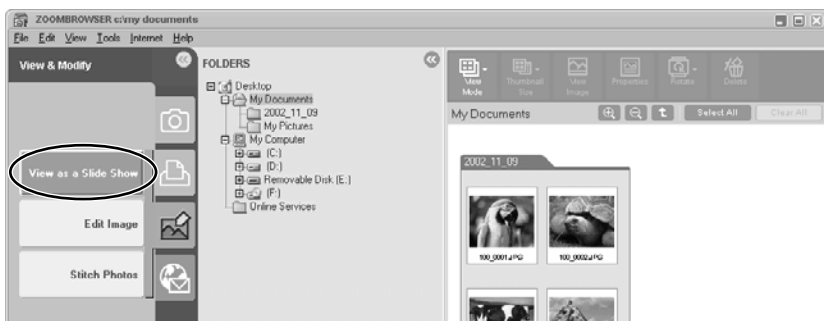 ZOOMBROWSER c:\my documents
File Edit View Tools Internet Help
View & Modify
View as a Slide Show
Edit Image
Stitch Photos
FOLDERS
Desktop
My Documents
2002_11_09
My Pictures
My Computer
(C:)
(D:)
Removable Disk (E:)
(F:)
Online Services
View Mode
Thumbnail Size
View Image
Properties
Rotate
Delete
My Documents
Select All
Clear All
2002_11_09
100_0001.JPG
100_0002.JPG